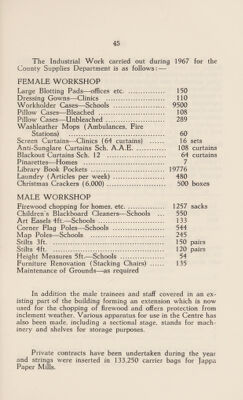 45
The Industrial Work carried out during 1967 for the
County Supplies Department is as follows:—
FEMALE WORKSHOP
Large Blotting Pads—offices etc. ................ 150
Dressing Gowns—Clinics ................ 110
Workholder Cases—Schools ................ 9500
Pillow Cases—Bleached ................ 108
Pillow Cases—Unbleached ................ 289
Washleather Mops (Ambulances, Fire
Stations) ................ 60
Screen Curtains—Clinics (64 curtains) ...... 16 sets
Anti-Sunglare Curtains Sch. A.A.E. ............ 108 curtains
Blackout Curtains Sch. 12 ................ 64 curtains
Pinarettes—Homes ................ 7
Library Book Pockets ................ 19776
Laundry (Articles per week) ................ 480
Christmas Crackers (6,000) ................ 500 boxes
MALE WORKSHOP
Firewood chopping for homes, etc. ............ 1257 sacks
Children's Blackboard Cleaners—Schools ... 550
Art Easels 4ft.—Schools ................ 133
Corner Flag Poles—Schools ................ 544
Map Poles—Schools ................ 245
Stilts 3ft. ................ 150 pairs
Stilts 4ft. ................ 120 pairs
Height Measures 5ft.—Schools ................ 54
Furniture Renovation (Stacking Chairs) ...... 135
Maintenance of Grounds—as required
In addition the male trainees and staff covered in an ex-
isting part of the building forming an extension which is now
used for the chopping of firewood and offers protection from
inclement weather. Various apparatus for use in the Centre has
also been made, including a sectional stage, stands for mach-
inery and shelves for storage purposes.
Private contracts have been undertaken during the year
and strings were inserted in 133,250 carrier bags for Jappa
Paper Mills.